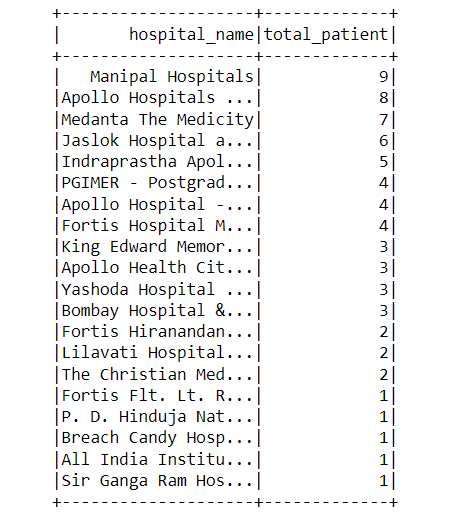 +--------------------+-------------+
|       hospital_name|total_patient|
+--------------------+-------------+
|   Manipal Hospitals|            9|
|Apollo Hospitals ...|            8|
|Medanta The Medicity|            7|
|Jaslok Hospital a...|            6|
|Indraprastha Apol...|            5|
|PGIMER - Postgrad...|            4|
|Apollo Hospital -...|            4|
|Fortis Hospital M...|            4|
|King Edward Memor...|            3|
|Apollo Health Cit...|            3|
|Yashoda Hospital ...|            3|
|Bombay Hospital &...|            3|
|Fortis Hiranandan...|            2|
|Lilavati Hospital...|            2|
|The Christian Med...|            2|
|Fortis Flt. Lt. R...|            1|
|P. D. Hinduja Nat...|            1|
|Breach Candy Hosp...|            1|
|All India Institu...|            1|
|Sir Ganga Ram Hos...|            1|
+--------------------+-------------+